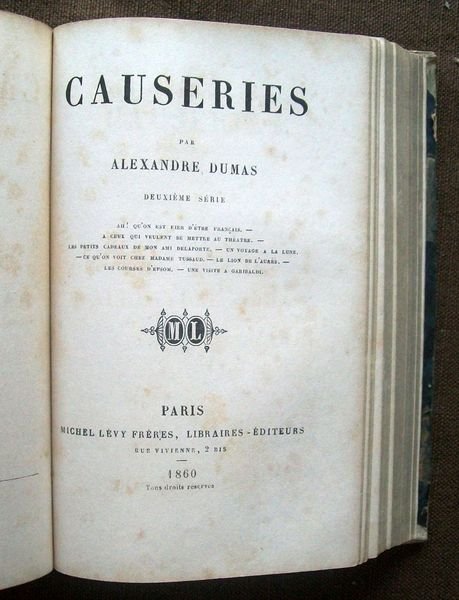 CAUSERIES
PAR
ALEXANDRE DUMAS
DEUXIÈME SÉRIE
AH! QU'ON EST FIER D'ÊTRE FRANÇAIS. —
A CEUX QUI VEULENT SE METTRE AU THÉATRE. —
LES PETITS CADEAUX DE MON AMI DELAPORTE. — UN VOYAGE A LA LUNE.
— CE QU'ON VOIT CHEZ MADAME TUSSAUD. — LE LION DE L'AURÈS. —
LES COURSES D'EPSOM. — UNE VISITE A GARIBALDI.
ML
PARIS
MICHEL LÉVY FRÈRES, LIBRAIRES-ÉDITEURS
RUE VIVIENNE, 2 BIS
—
1860
Tous droits réservés